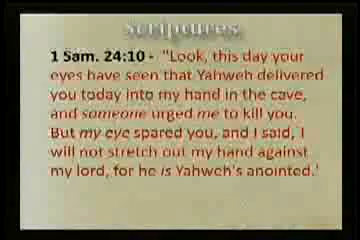 scriptures
1 Sam. 24:10 - "Look, this day your
eyes have seen that Yahweh delivered
you today into my hand in the cave,
and someone urged me to kill you.
But my eye spared you, and I said, 'I
will not stretch out my hand against
my lord, for he is Yahweh's anointed.'